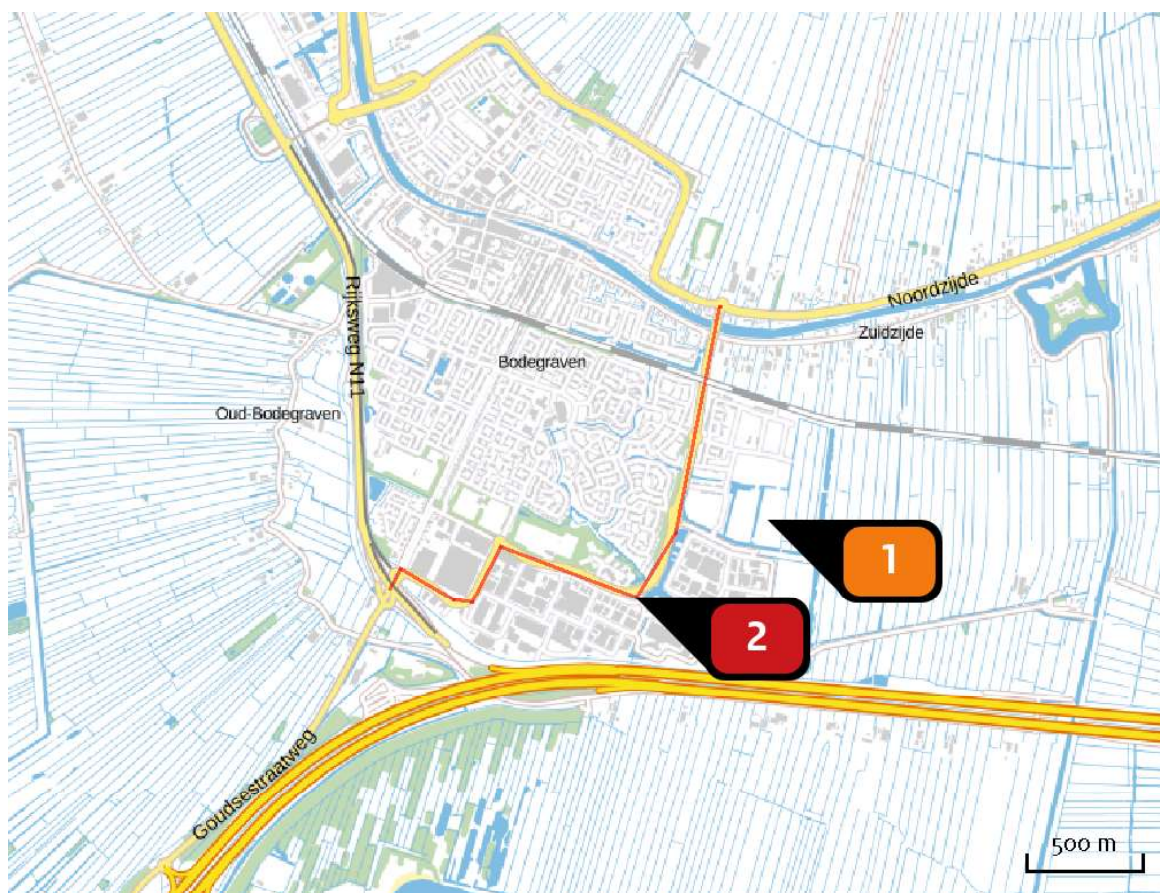 Noordzijde
Zuidzijde
Rijksweg N11
Bodegraven
Oud-Bodegraven
1
2
Goudsestraatweg
500 m